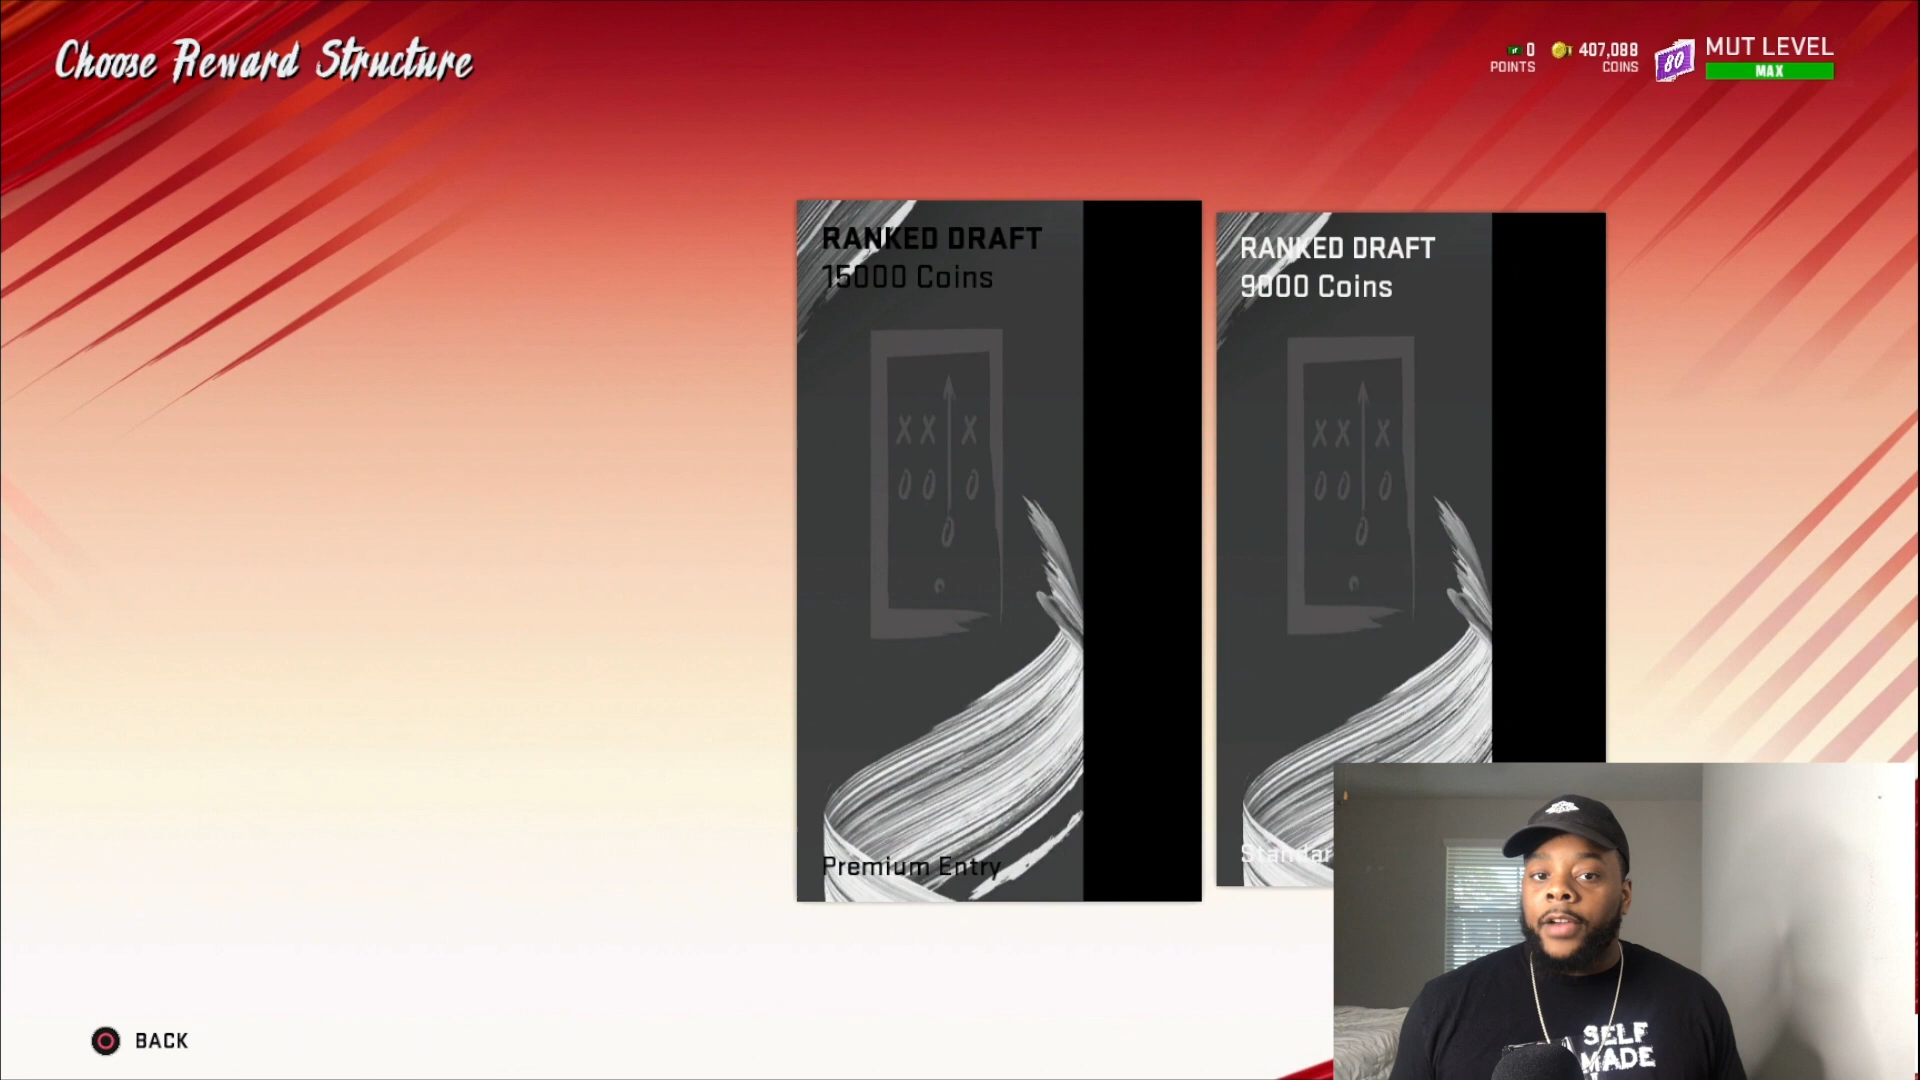 Choose Reward Structure
0
POINTS
407,088
COINS
80
MUT LEVEL
MAX
RANKED DRAFT
15000 Coins
Premium Entry
RANKED DRAFT
9000 Coins
SELF
MADE
BACK